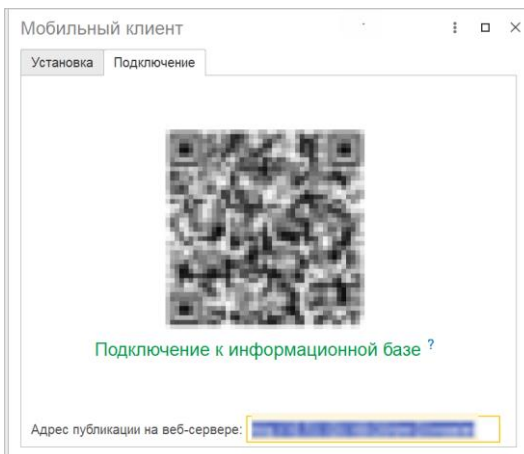 Мобильный клиент
Установка Подключение
Подключение к информационной базе ?
Адрес публикации на веб-сервере: